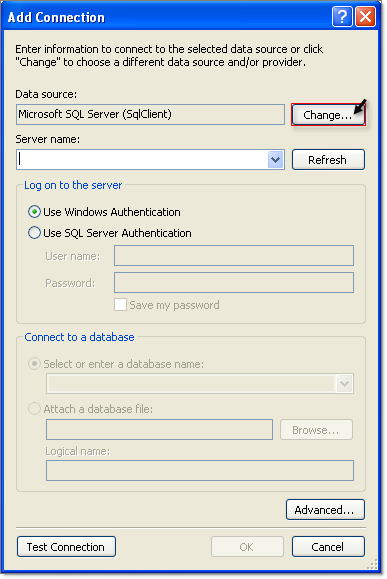 Add Connection
Enter information to connect to the selected data source or click
"Change" to choose a different data source and/or provider.
Data source:
Microsoft SQL Server (SqlClient)
Change...
Server name:
Refresh
Log on to the server
Use Windows Authentication
Use SQL Server Authentication
User name:
Password:
Save my password
Connect to a database
Select or enter a database name:
Attach a database file:
Browse...
Logical name:
Advanced...
Test Connection
OK
Cancel